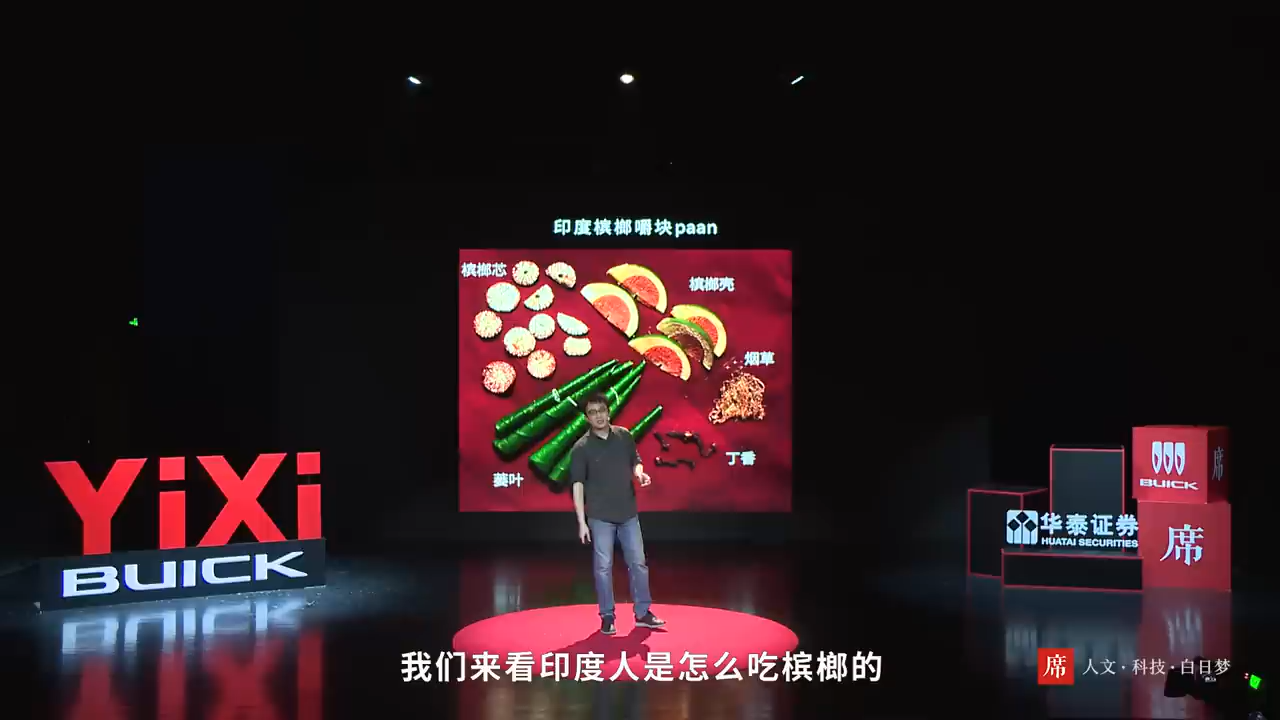 印度槟榔嚼块paan
槟榔芯
槟榔壳
烟草
丁香
蒌叶
YiXi
BUICK
BUICK
席
华泰证券
HUATAI SECURITIES
席
我们来看印度人是怎么吃槟榔的
席 人文·科技·白日梦